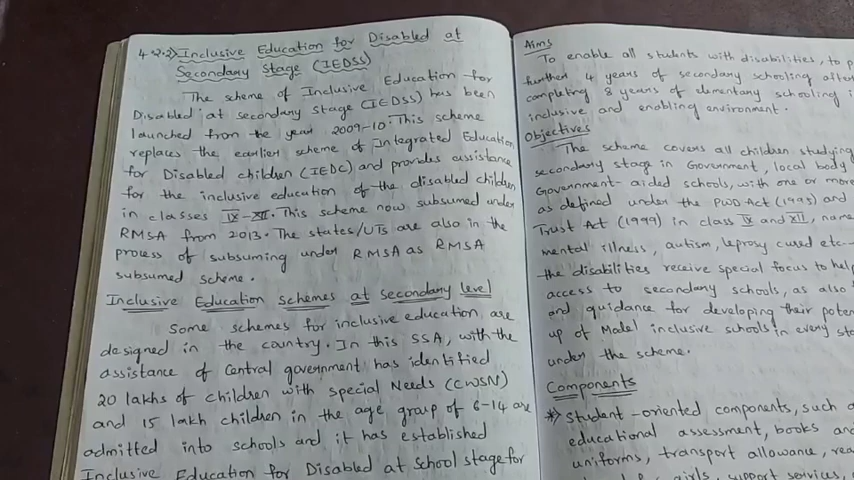 4.2.2) Inclusive Education for Disabled at
Secondary Stage (IEDSS)
The scheme of Inclusive Education for
Disabled at secondary stage (IEDSS) has been
launched from the year 2009-10. This scheme
replaces the earlier scheme of Integrated Education
for Disabled children (IEDC) and provides assistance
for the inclusive education of the disabled children
in classes IX-XII. This scheme now subsumed under
RMSA from 2013. The states/UTs are also in the
process of subsuming under RMSA as RMSA
subsumed scheme.
Inclusive Education schemes at secondary level
Some schemes for inclusive education are
designed in the country. In this SSA, with the
assistance of Central government has identified
20 lakhs of children with special Needs (CWSN)
and 15 lakh children in the age group of 6-14 are
admitted into schools and it has established
Inclusive Education for Disabled at School stage for
Aims
To enable all students with disabilities, to
further 4 years of secondary schooling after
completing 8 years of elementary schooling
inclusive and enabling environment.
Objectives
The scheme covers all children studying
secondary stage in Government, local body
Government-aided schools, with one or more
as defined under the PWD Act (1995) and
Trust Act (1999) in class IX and XII,
mental illness, autism, leprosy cured etc-
the disabilities receive special focus to help
access to secondary schools, as also
and guidance for developing their
up of Model inclusive schools in every
under the scheme.
Components
* Student-oriented components, such
educational assessment, books
uniforms, transport allowance,
girls, support services,